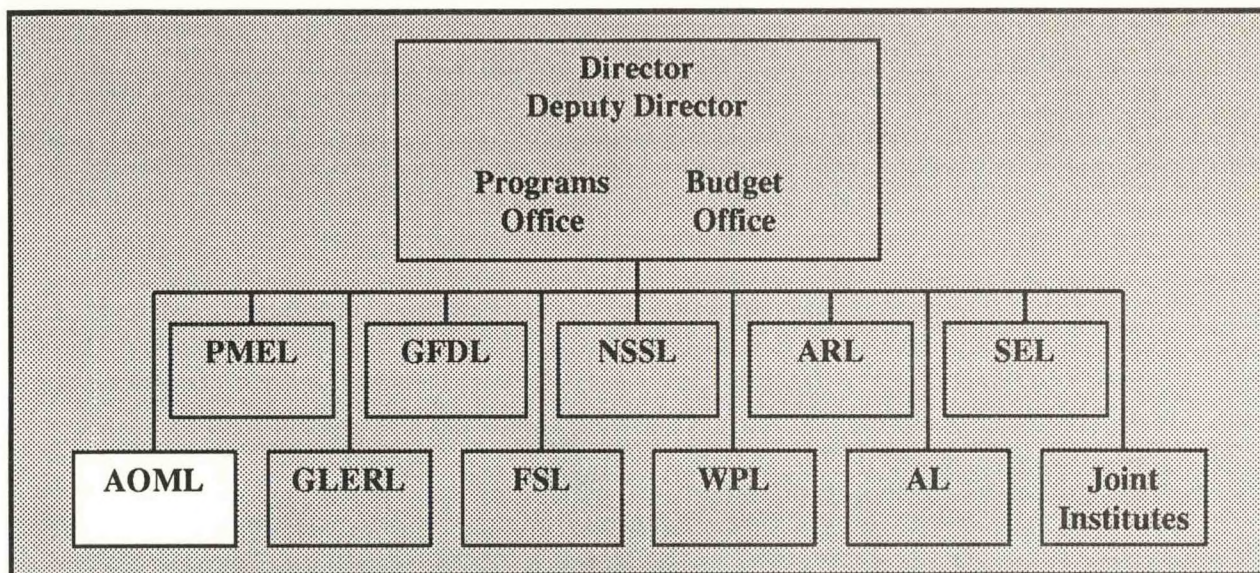 Director
Deputy Director
Programs Office
Budget Office
PMEL GFDL NSSL ARL SEL
AOML GLERL FSL WPL AL Joint Institutes